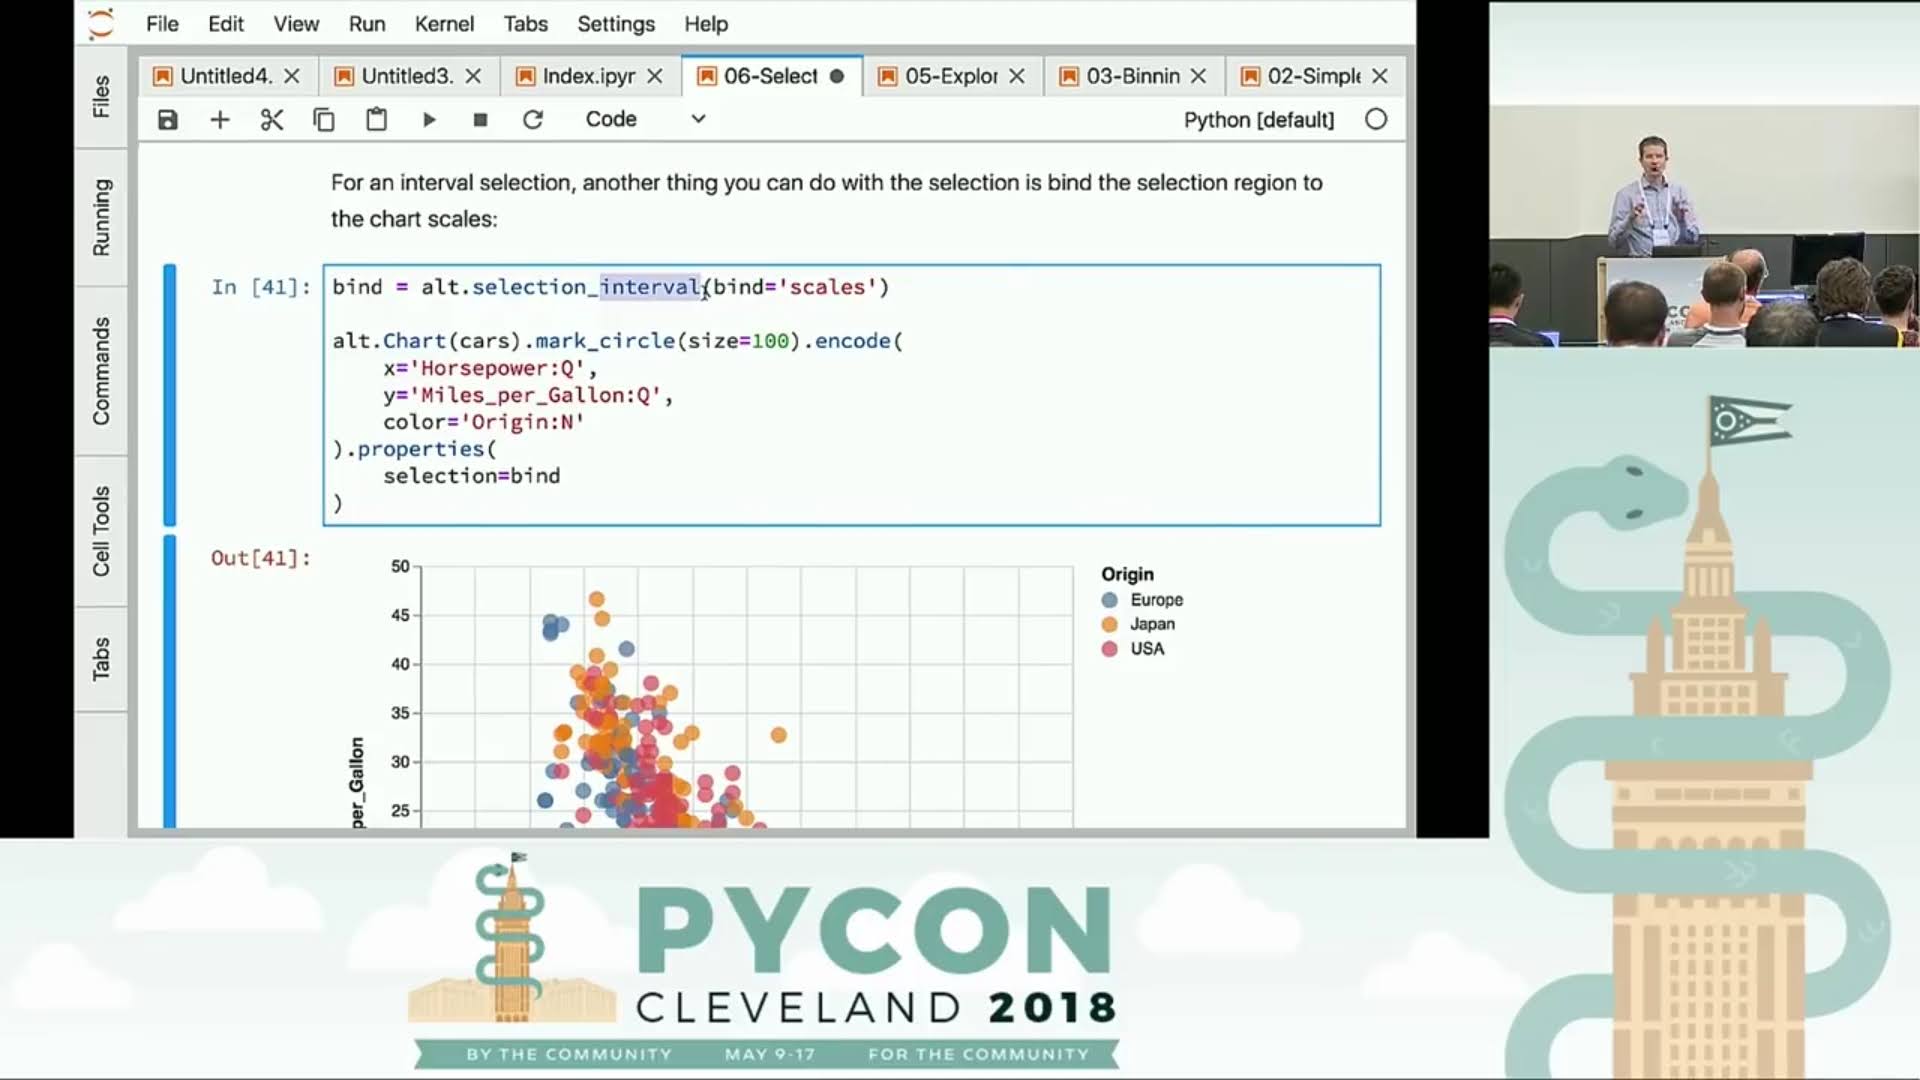 File Edit View Run Kernel Tabs Settings Help
Untitled4. Untitled3. Index.ipyr 06-Select 05-Explor 03-Binnin 02-Simple
Code Python [default]
Files
Running
Commands
Cell Tools
Tabs
For an interval selection, another thing you can do with the selection is bind the selection region to
the chart scales:
In [41]:
bind = alt.selection_interval(bind='scales')
alt.Chart(cars).mark_circle(size=100).encode(
x='Horsepower:Q',
y='Miles_per_Gallon:Q',
color='Origin:N'
).properties(
selection=bind
)
Out[41]:
50
45
40
35
30
25
per_Gallon
Origin
Europe
Japan
USA
PYCON
CLEVELAND 2018
BY THE COMMUNITY MAY 9-17 FOR THE COMMUNITY